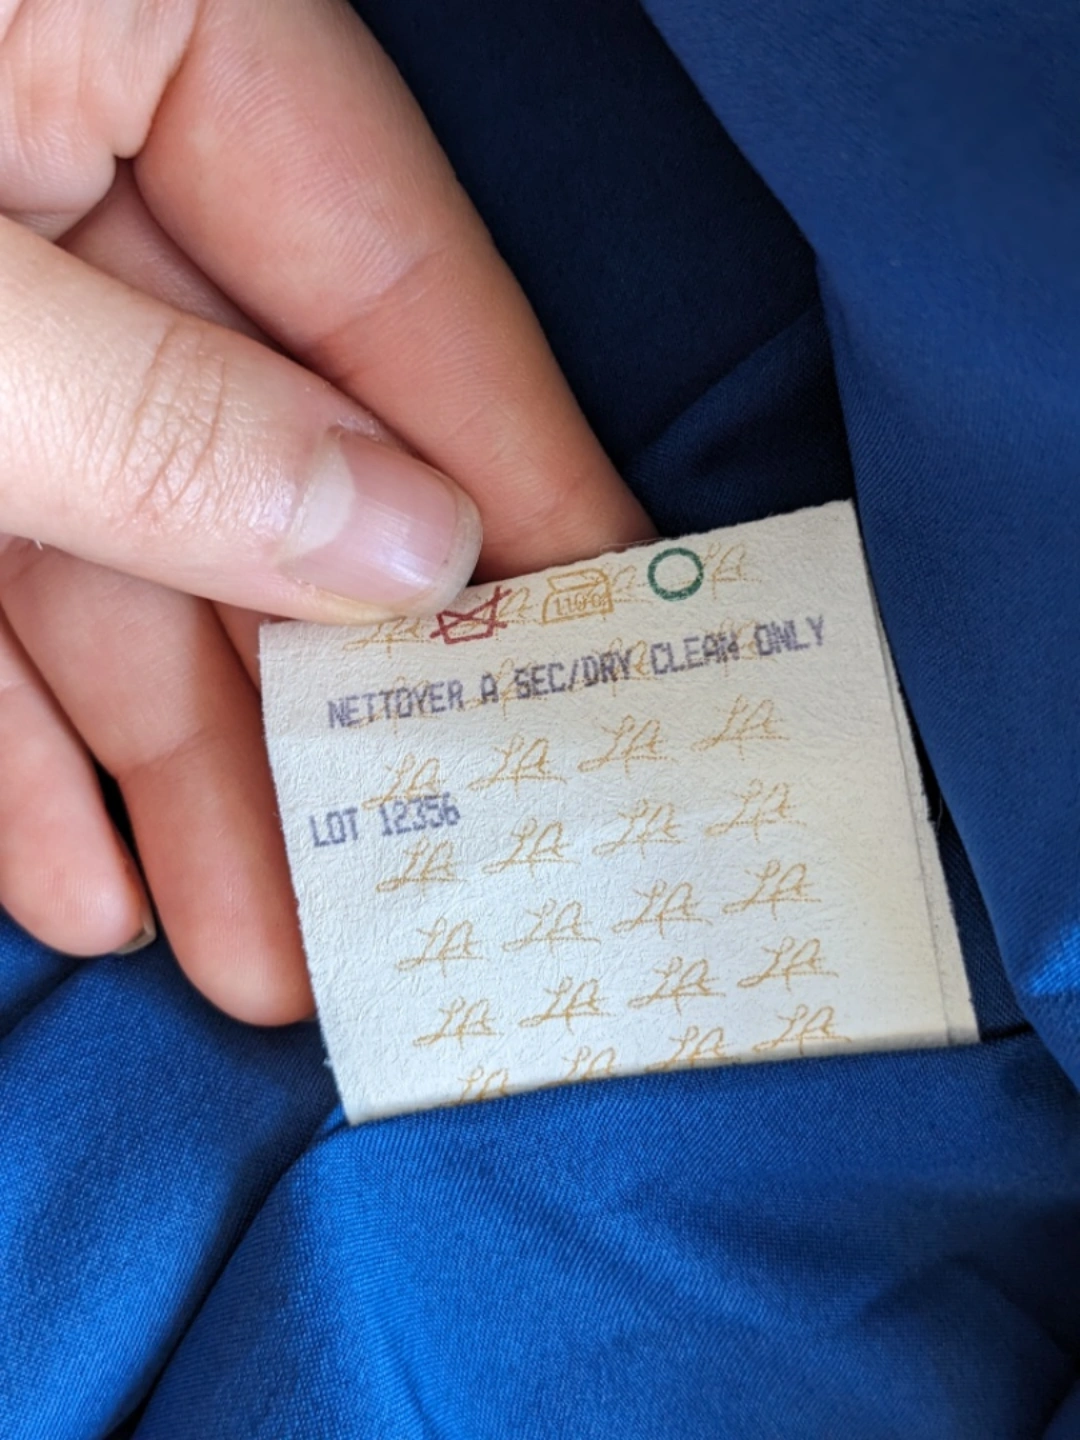 110°
NETTOYER A SEC/DRY CLEAN ONLY
LOT 12356